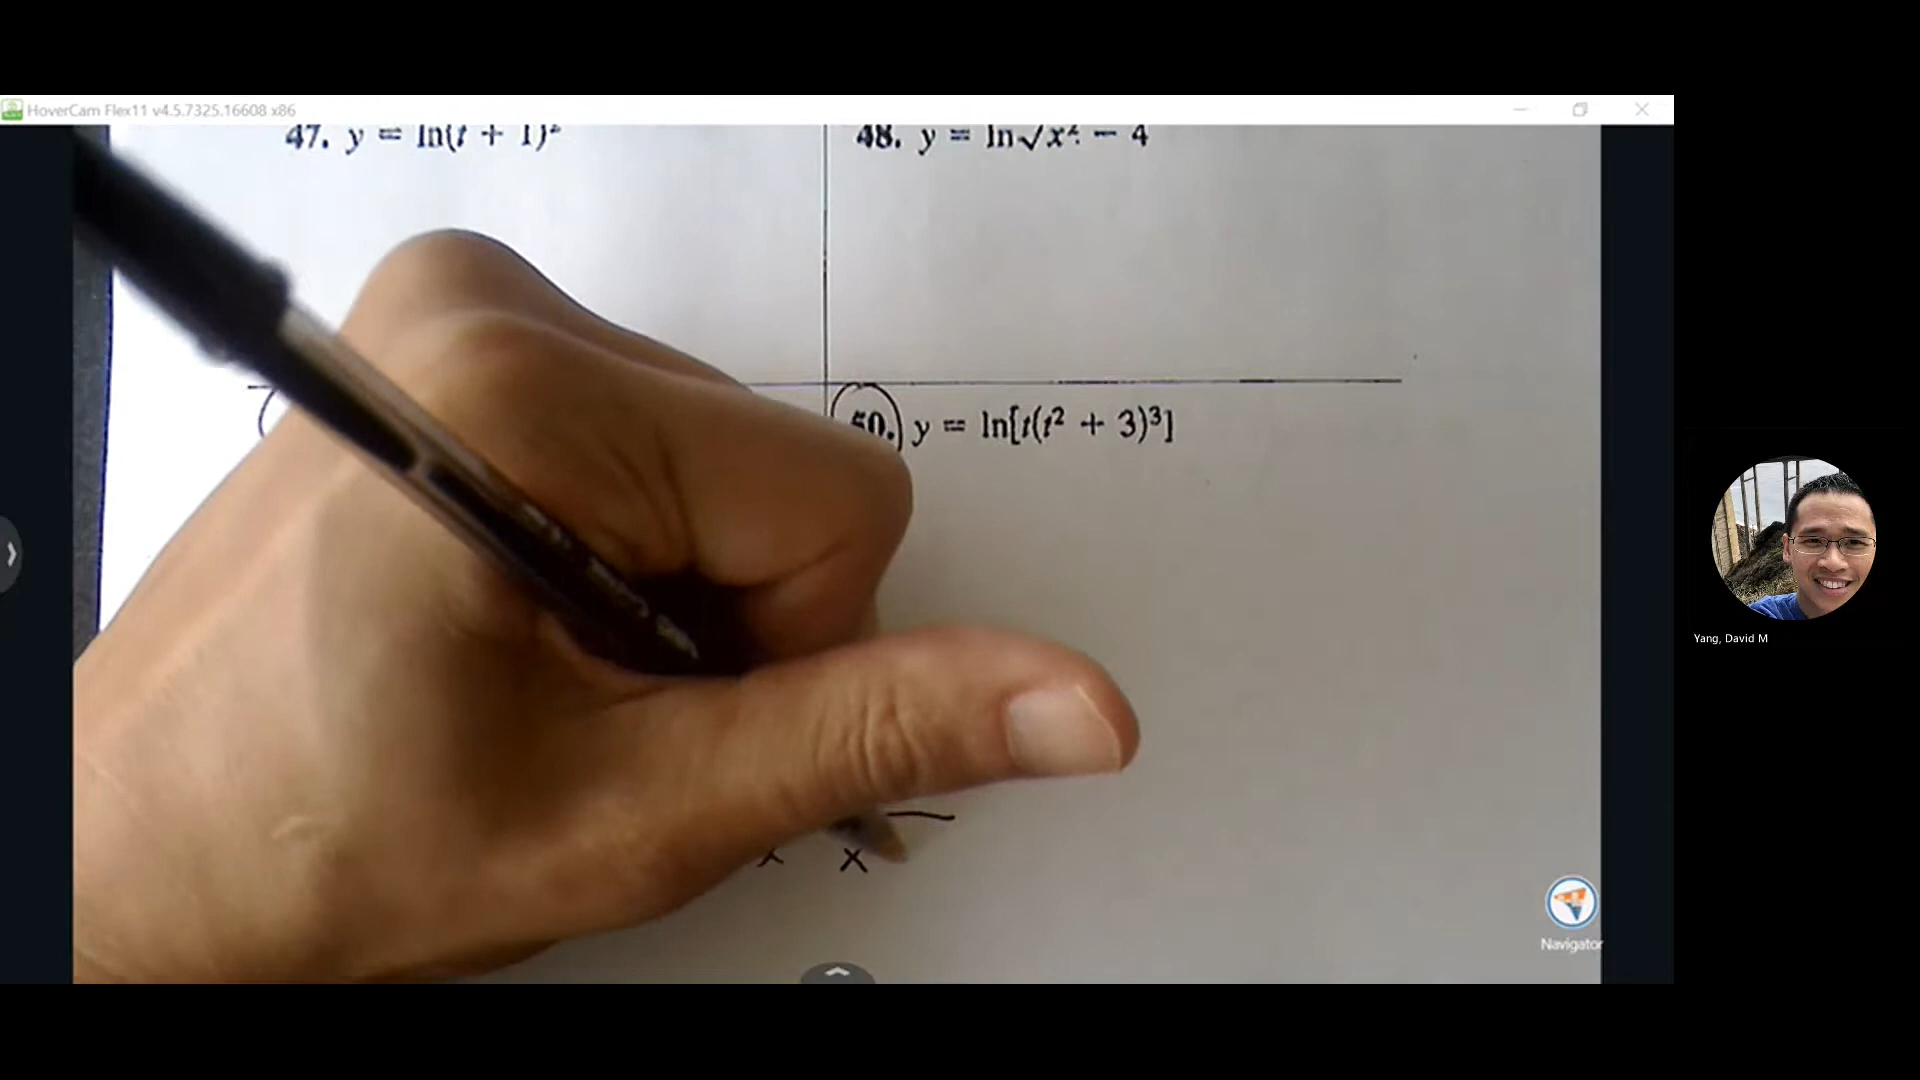 HoverCam Flex11 v4.5.7325.16608 x86
47. y = ln(t + 1)²
48. y = ln√x² − 4
50. y = ln[t(t² + 3)³]
x x
Navigator
Yang, David M